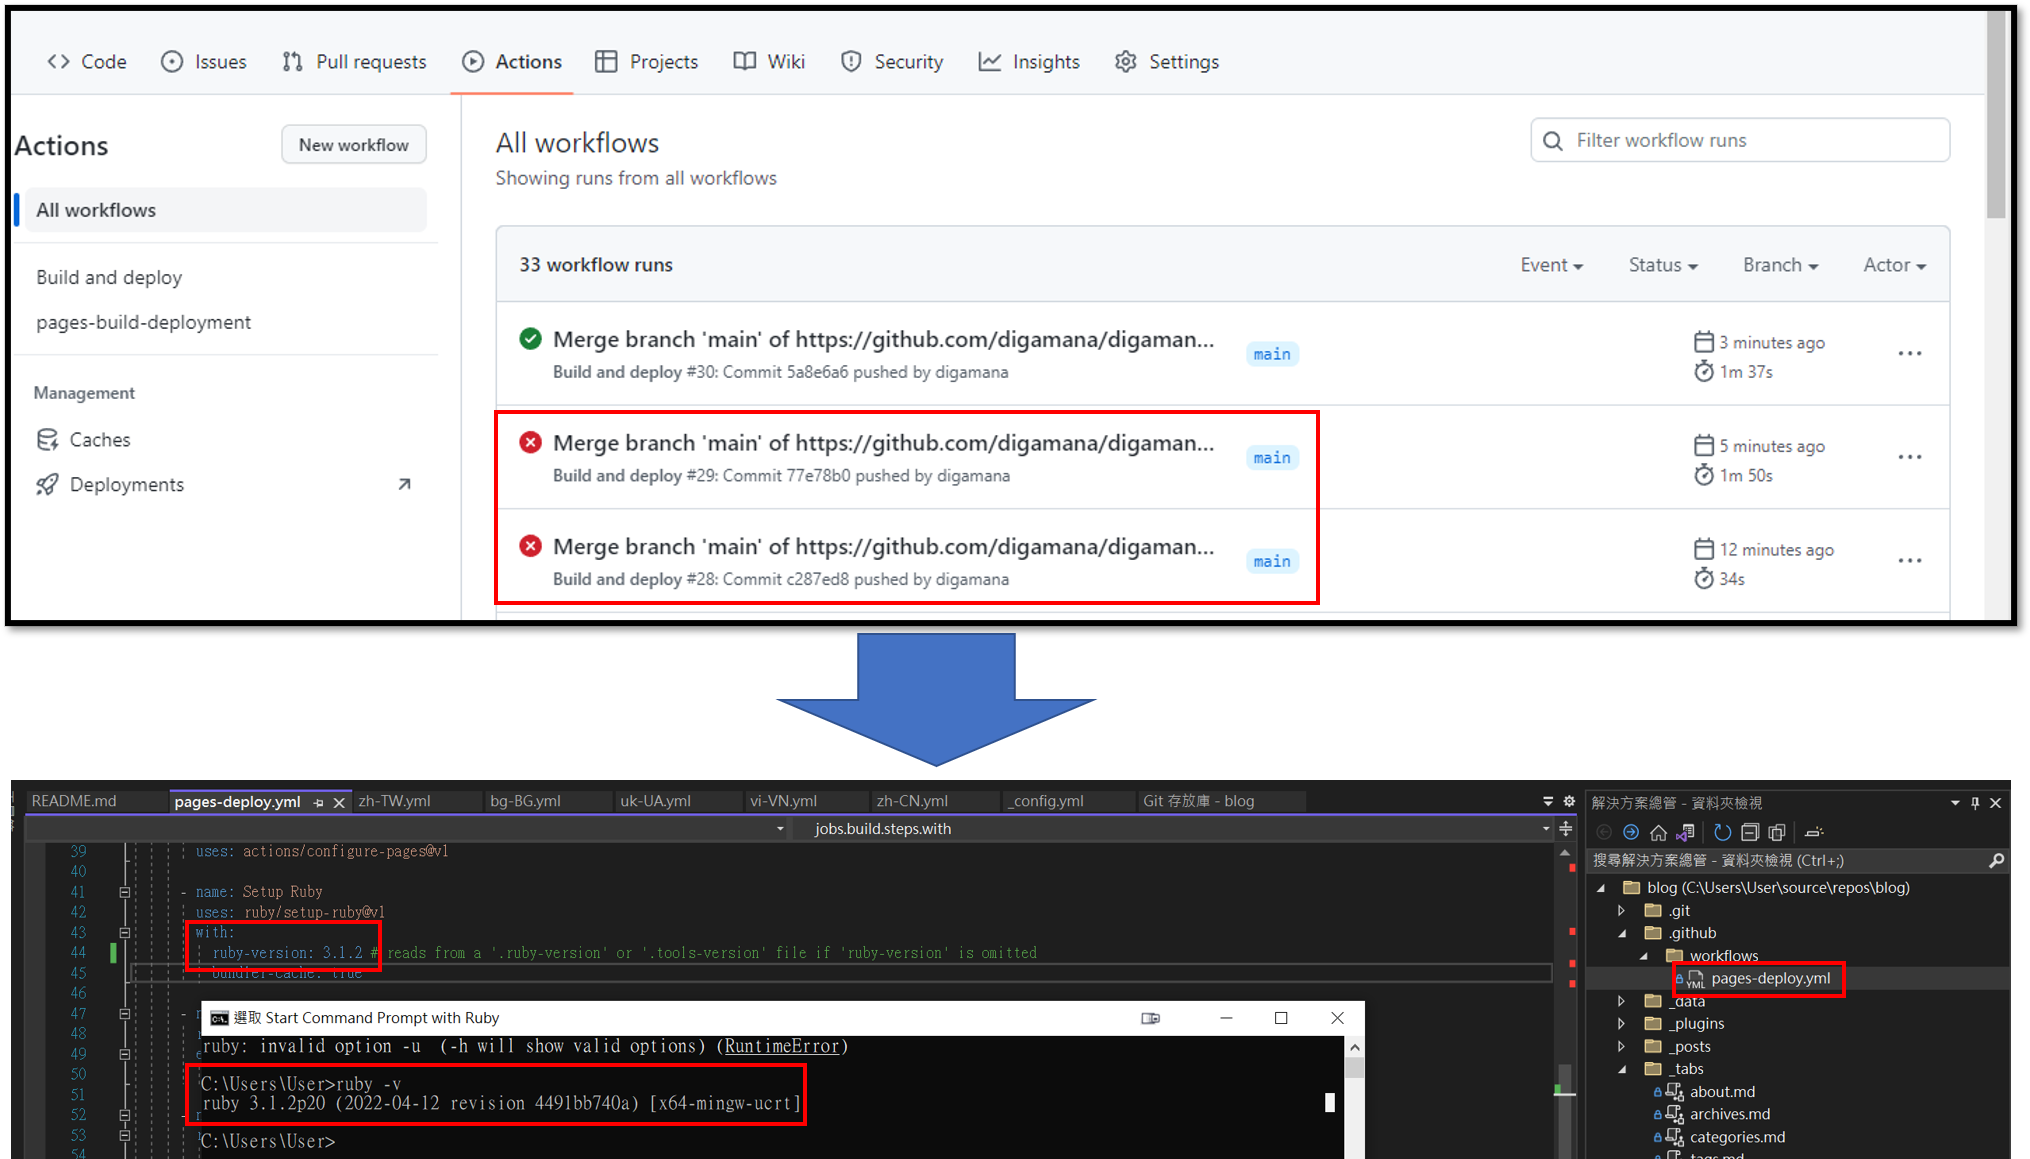 Code Issues Pull requests Actions Projects Wiki Security Insights Settings
Actions
New workflow
All workflows
Build and deploy
pages-build-deployment
Management
Caches
Deployments
All workflows
Showing runs from all workflows
Filter workflow runs
33 workflow runs
Event Status Branch Actor
Merge branch 'main' of https://github.com/digamana/digaman...
Build and deploy #30: Commit 5a8e6a6 pushed by digamana
main
3 minutes ago
1m 37s
Merge branch 'main' of https://github.com/digamana/digaman...
Build and deploy #29: Commit 77e78b0 pushed by digamana
main
5 minutes ago
1m 50s
Merge branch 'main' of https://github.com/digamana/digaman...
Build and deploy #28: Commit c287ed8 pushed by digamana
main
12 minutes ago
34s
README.md pages-deploy.yml zh-TW.yml bg-BG.yml uk-UA.yml vi-VN.yml zh-CN.yml _config.yml Git 存放庫 - blog
jobs.build.steps.with
39 uses: actions/configure-pages@v1
40
41 - name: Setup Ruby
42 uses: ruby/setup-ruby@v1
43 with:
44 ruby-version: 3.1.2 # reads from a '.ruby-version' or '.tools-version' file if 'ruby-version' is omitted
45 bundler-cache: true
46
47
48
49
50
51
52
53
54
選取 Start Command Prompt with Ruby
ruby: invalid option -u (-h will show valid options) (RuntimeError)
C:\Users\User>ruby -v
ruby 3.1.2p20 (2022-04-12 revision 4491bb740a) [x64-mingw-ucrt]
C:\Users\User>
解決方案總管 - 資料夾檢視
搜尋解決方案總管 - 資料夾檢視 (Ctrl+;)
blog (C:\Users\User\source\repos\blog)
.git
.github
workflows
YML pages-deploy.yml
_data
_plugins
_posts
_tabs
about.md
archives.md
categories.md
tags.md